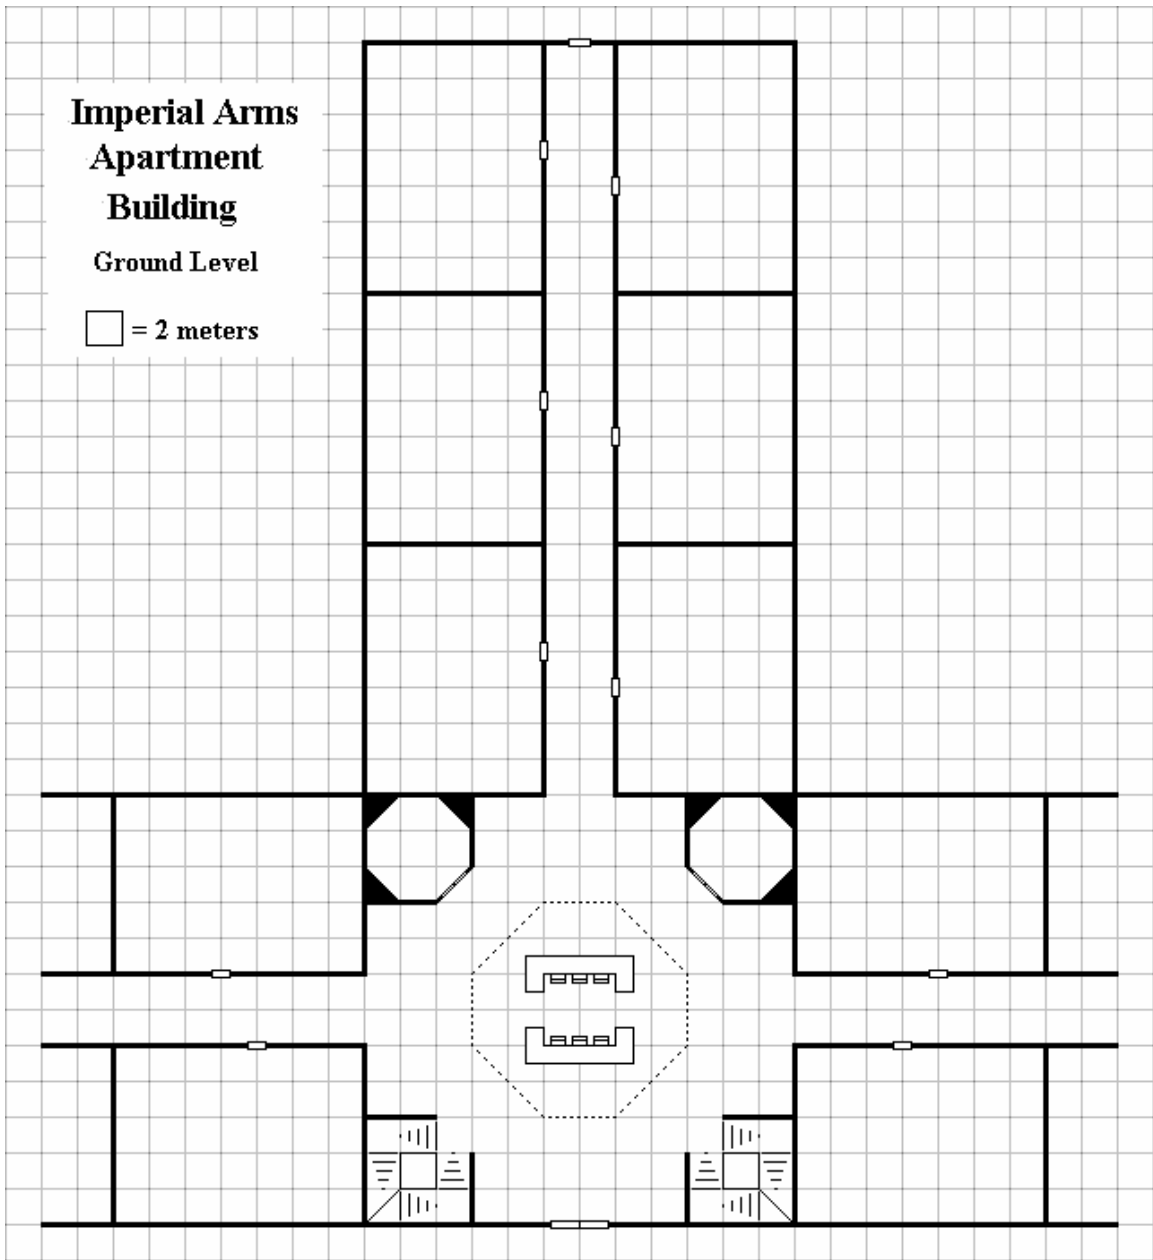 Imperial Arms
Apartment
Building
Ground Level
= 2 meters